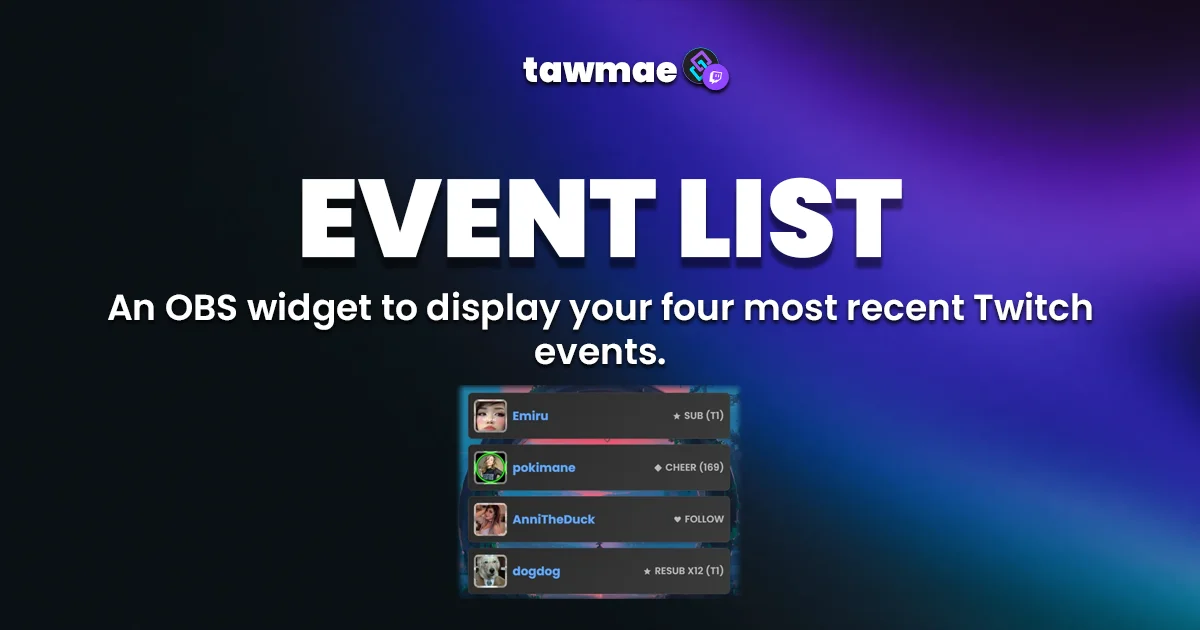 tawmae
EVENT LIST
An OBS widget to display your four most recent Twitch
events.
Emiru ★ SUB (T1)
pokimane ◆ CHEER (169)
AnniTheDuck ♥ FOLLOW
dogdog ★ RESUB X12 (T1)